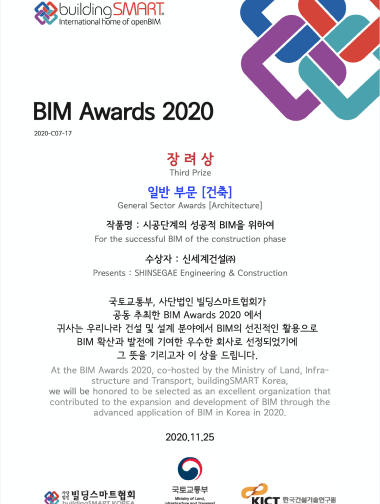 buildingSMART
International home of openBIM
BIM Awards 2020
2020-C07-17
장 려 상
Third Prize
일반 부문 [건축]
General Sector Awards [Architecture]
작품명 : 시공단계의 성공적 BIM을 위하여
For the successful BIM of the construction phase
수상자 : 신세계건설㈜
Presents : SHINSEGAE Engineering & Construction
국토교통부, 사단법인 빌딩스마트협회가
공동 추최한 BIM Awards 2020 에서
귀사는 우리나라 건설 및 설계 분야에서 BIM의 선진적인 활용으로
BIM 확산과 발전에 기여한 우수한 회사로 선정되었기에
그 뜻을 기리고자 이 상을 드립니다.
At the BIM Awards 2020, co-hosted by the Ministry of Land, Infra-
structure and Transport, buildingSMART Korea,
we will be honored to be selected as an excellent organization that
contributed to the expansion and development of BIM through the
advanced application of BIM in Korea in 2020.
2020.11.25
빌딩스마트협회
buildingSMART KOREA
국토교통부
Ministry of Land,
Infrastructure and Transport
KICT 한국건설기술연구원